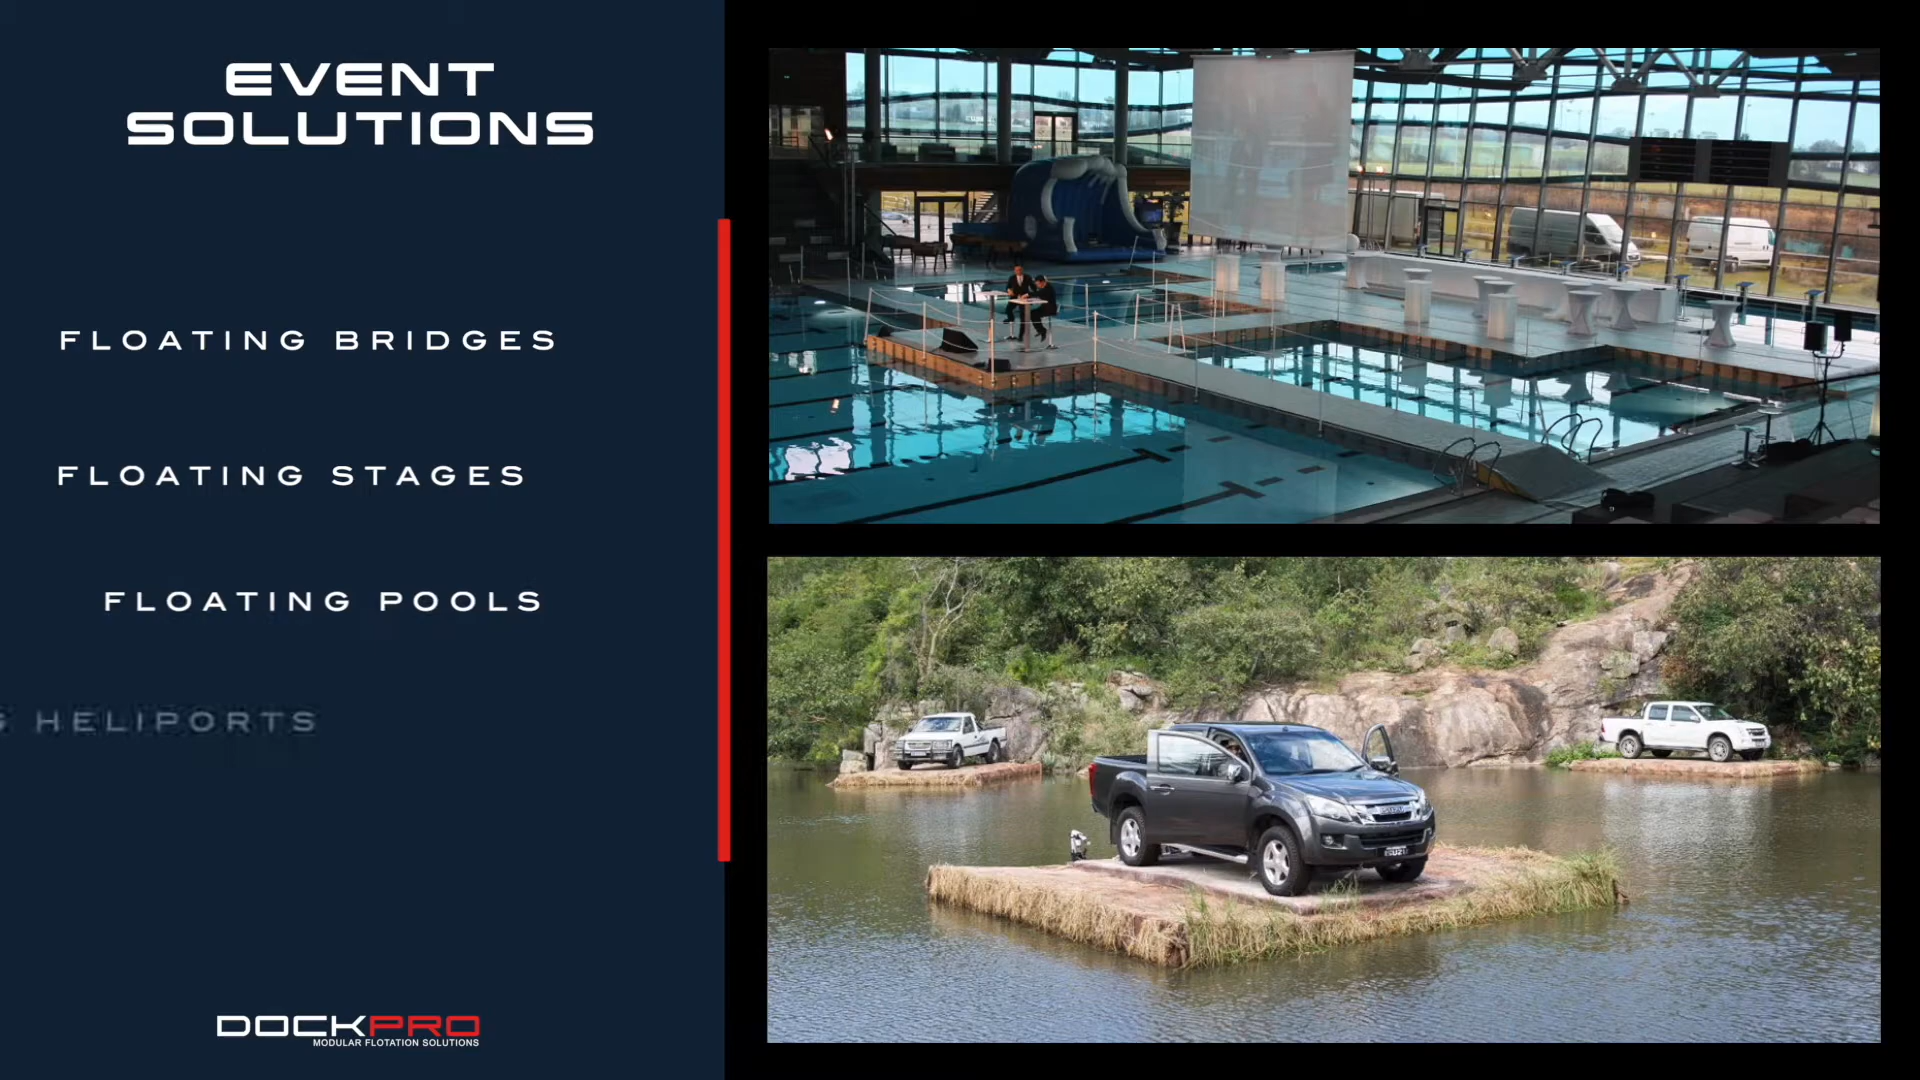 EVENT
SOLUTIONS
FLOATING BRIDGES
FLOATING STAGES
FLOATING POOLS
HELIPORTS
DOCKPRO
MODULAR FLOTATION SOLUTIONS